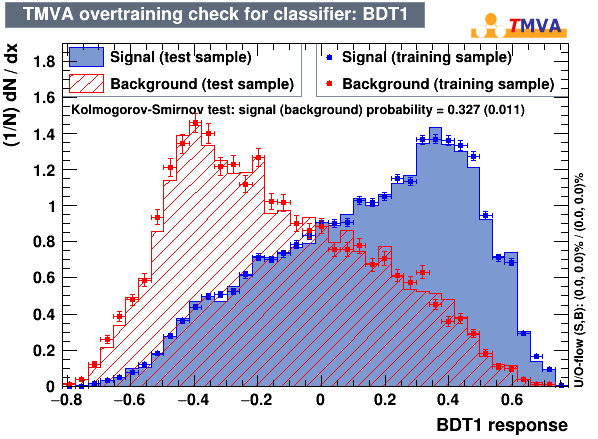 TMVA overtraining check for classifier: BDT1
TMVA
(1/N) dN / dx
Signal (test sample)
Background (test sample)
Signal (training sample)
Background (training sample)
Kolmogorov-Smirnov test: signal (background) probability = 0.327 (0.011)
1.8
1.6
1.4
1.2
1
0.8
0.6
0.4
0.2
0
−0.8 −0.6 −0.4 −0.2 0 0.2 0.4 0.6
BDT1 response
U/O-flow (S,B): (0.0, 0.0)% / (0.0, 0.0)%